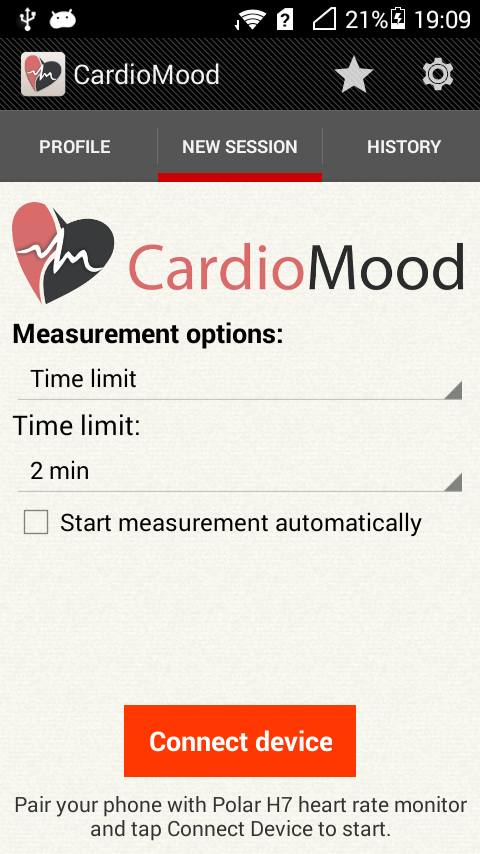 21% 19:09
CardioMood
PROFILE NEW SESSION HISTORY
CardioMood
Measurement options:
Time limit
Time limit:
2 min
Start measurement automatically
Connect device
Pair your phone with Polar H7 heart rate monitor
and tap Connect Device to start.